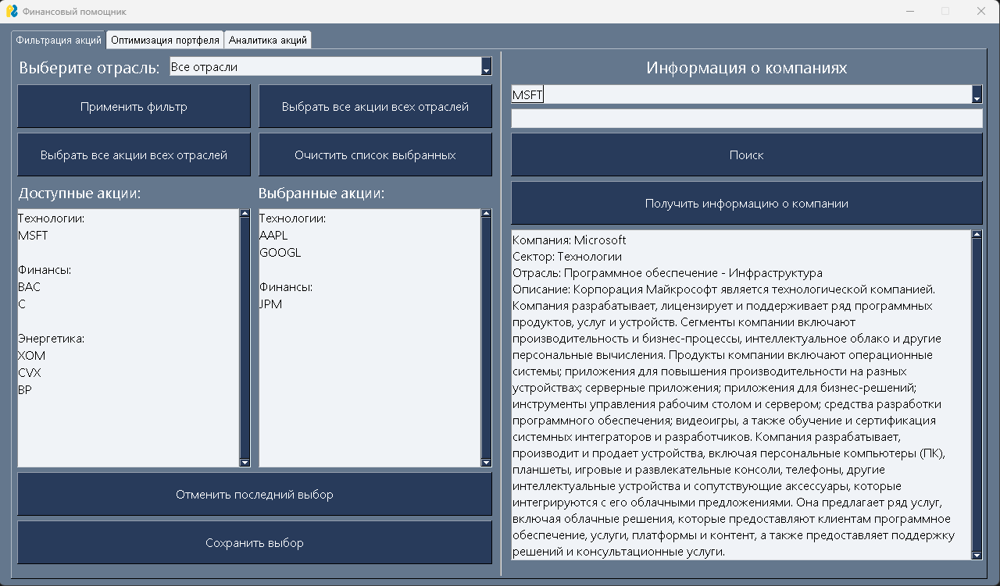 Финансовый помощник
Фильтрация акций
Оптимизация портфеля
Аналитика акций
Выберите отрасль:
Все отрасли
Применить фильтр
Выбрать все акции всех отраслей
Выбрать все акции всех отраслей
Очистить список выбранных
Доступные акции:
Технологии:
MSFT
Финансы:
BAC
C
Энергетика:
XOM
CVX
BP
Выбранные акции:
Технологии:
AAPL
GOOGL
Финансы:
JPM
Отменить последний выбор
Сохранить выбор
Информация о компаниях
MSFT
Поиск
Получить информацию о компании
Компания: Microsoft
Сектор: Технологии
Отрасль: Программное обеспечение - Инфраструктура
Описание: Корпорация Майкрософт является технологической компанией.
Компания разрабатывает, лицензирует и поддерживает ряд программных
продуктов, услуг и устройств. Сегменты компании включают
производительность и бизнес-процессы, интеллектуальное облако и другие
персональные вычисления. Продукты компании включают операционные
системы; приложения для повышения производительности на разных
устройствах; серверные приложения; приложения для бизнес-решений;
инструменты управления рабочим столом и сервером; средства разработки
программного обеспечения; видеоигры, а также обучение и сертификация
системных интеграторов и разработчиков. Компания разрабатывает,
производит и продает устройства, включая персональные компьютеры (ПК),
планшеты, игровые и развлекательные консоли, телефоны, другие
интеллектуальные устройства и сопутствующие аксессуары, которые
интегрируются с его облачными предложениями. Она предлагает ряд услуг,
включая облачные решения, которые предоставляют клиентам программное
обеспечение, услуги, платформы и контент, а также предоставляет поддержку
решений и консультационные услуги.